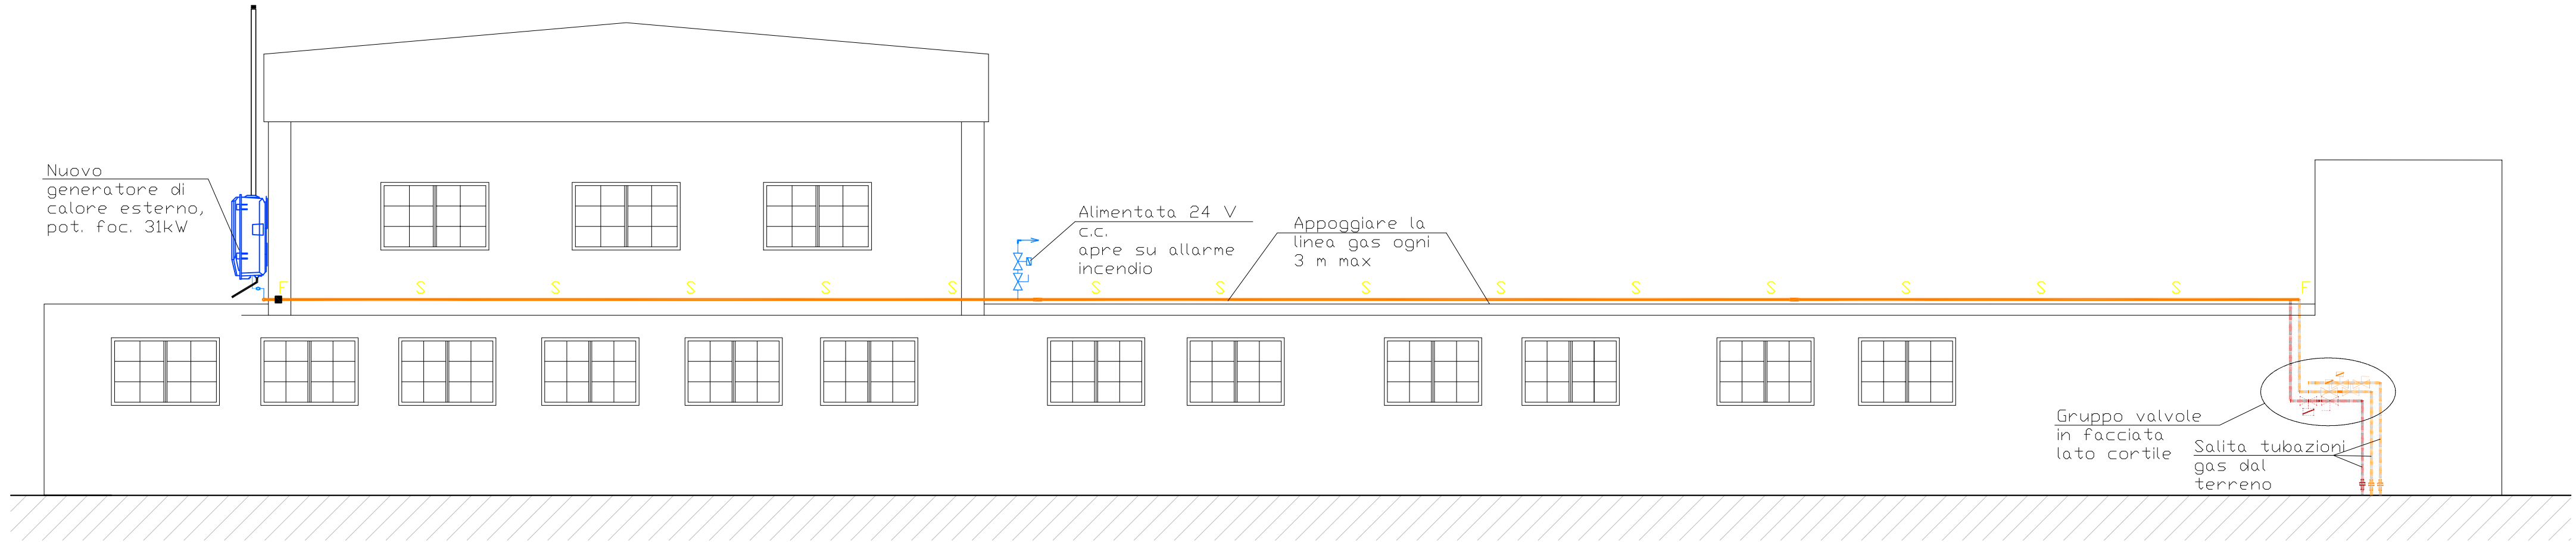 Nuovo
generatore di
calore esterno,
pot. foc. 31kW
Alimentata 24 V
c.c.
apre su allarme
incendio
Appoggiare la
linea gas ogni
3 m max
F S S S S S S S S S S S S S S F
Gruppo valvole
in facciata
lato cortile
Salita tubazioni
gas dal
terreno